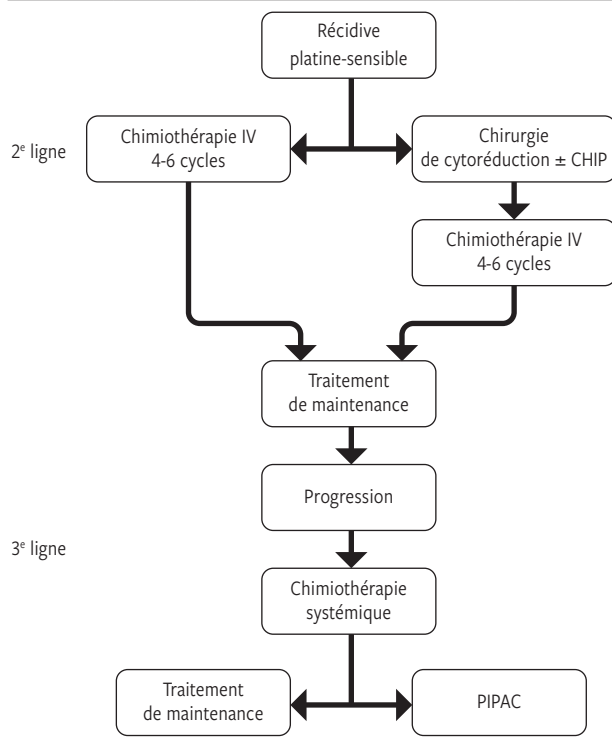 Récidive
platine-sensible
2e ligne
Chimiothérapie IV
4-6 cycles
Chirurgie
de cytoréduction ± CHIP
Chimiothérapie IV
4-6 cycles
Traitement
de maintenance
Progression
3e ligne
Chimiothérapie
systémique
Traitement
de maintenance
PIPAC